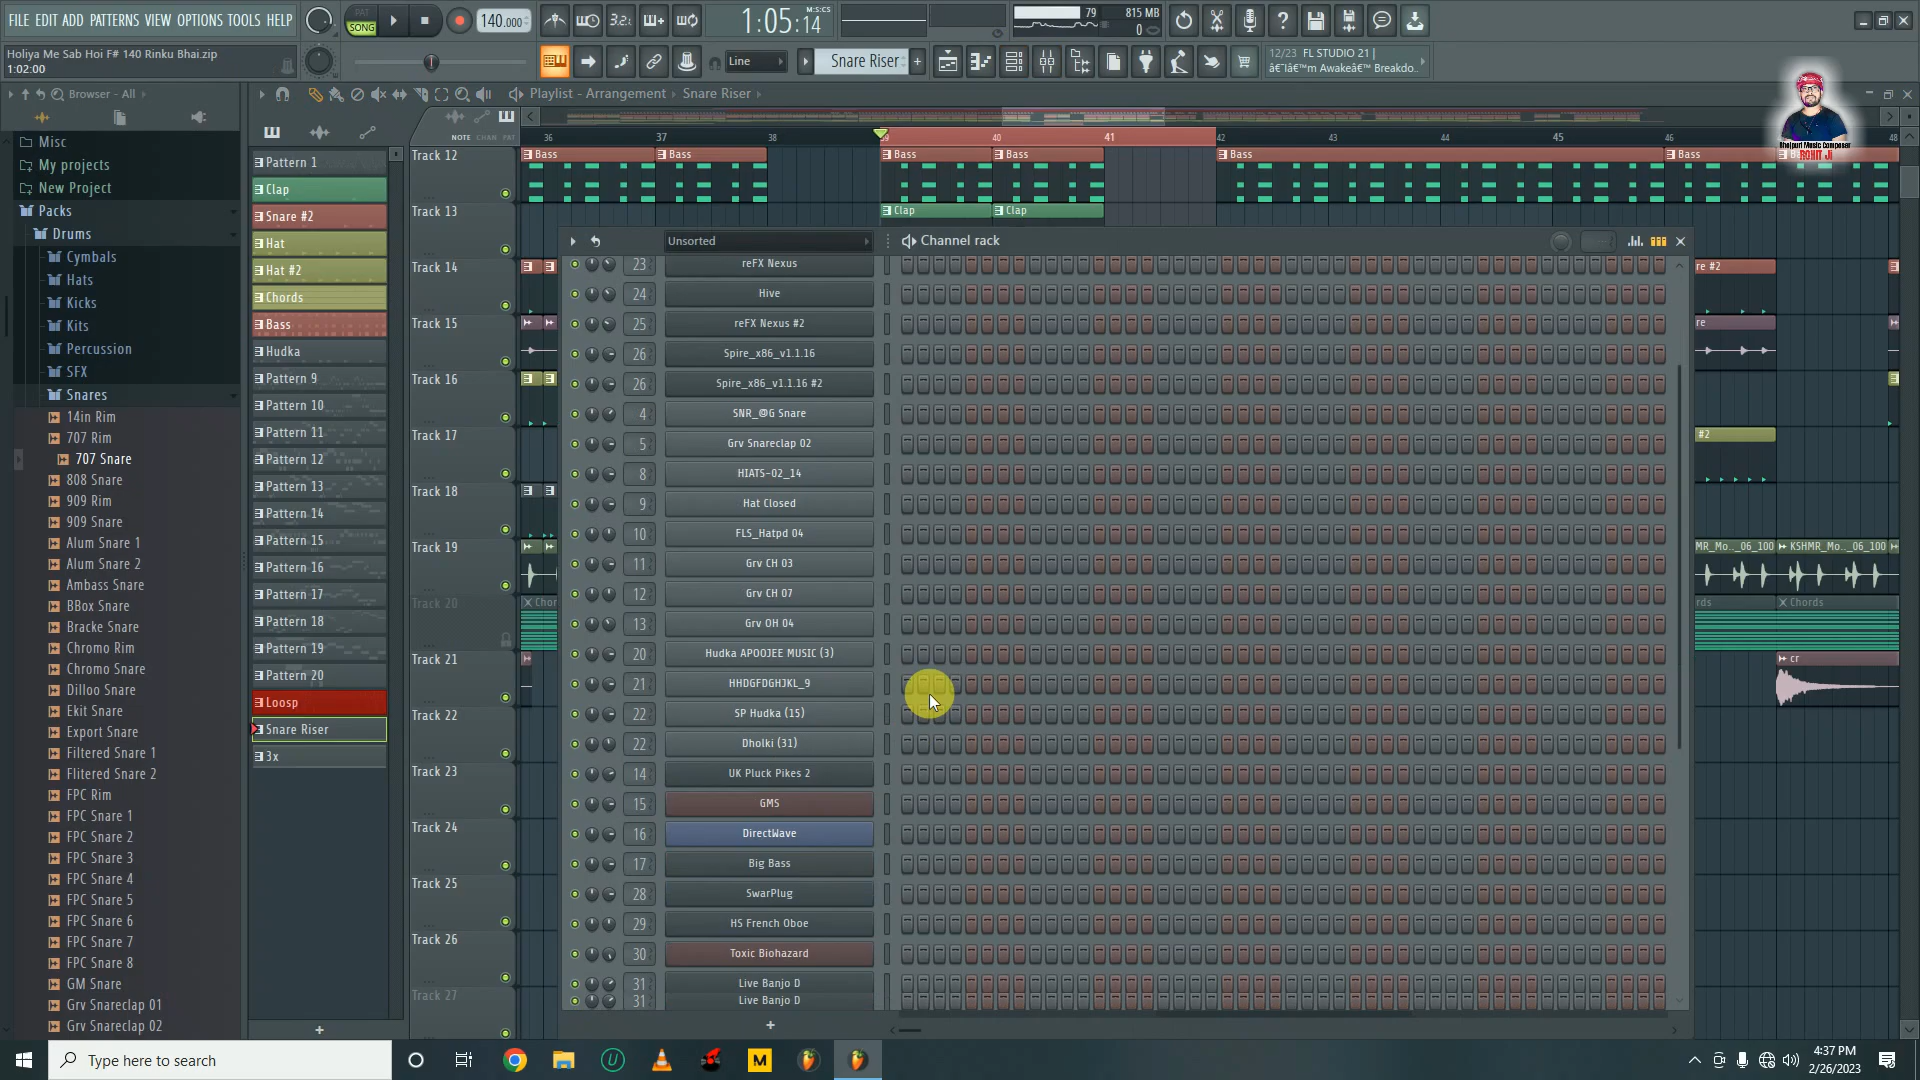 FILE EDIT ADD PATTERNS VIEW OPTIONS TOOLS HELP
PAT
SONG
140.000
3.2.
1:05:14
M:S:CS
79
815 MB
0
Holiya Me Sab Hoi F# 140 Rinku Bhai.zip
1:02:00
Line
Snare Riser
12/23 FL STUDIO 21 |
â€˜Iâ€™m Awakeâ€™ Breakdo..
Browser - All
Playlist - Arrangement
Snare Riser
Bhojpuri Music Composer
ROHIT JI
Misc
My projects
New Project
Packs
Drums
Cymbals
Hats
Kicks
Kits
Percussion
SFX
Snares
14in Rim
707 Rim
707 Snare
808 Snare
909 Rim
909 Snare
Alum Snare 1
Alum Snare 2
Ambass Snare
BBox Snare
Bracke Snare
Chromo Rim
Chromo Snare
Dilloo Snare
Ekit Snare
Export Snare
Filtered Snare 1
Flitered Snare 2
FPC Rim
FPC Snare 1
FPC Snare 2
FPC Snare 3
FPC Snare 4
FPC Snare 5
FPC Snare 6
FPC Snare 7
FPC Snare 8
GM Snare
Grv Snareclap 01
Grv Snareclap 02
Pattern 1
Clap
Snare #2
Hat
Hat #2
Chords
Bass
Hudka
Pattern 9
Pattern 10
Pattern 11
Pattern 12
Pattern 13
Pattern 14
Pattern 15
Pattern 16
Pattern 17
Pattern 18
Pattern 19
Pattern 20
Loosp
Snare Riser
3x
+
NOTE CHAN PAT
36 37 38 39 40 41 42 43 44 45 46 48
Track 12
Bass Bass Bass Bass Bass Bass
Track 13
Clap Clap
Track 14
Track 15
Track 16
Track 17
Track 18
Track 19
Track 20
Chor
Track 21
Track 22
Track 23
Track 24
Track 25
Track 26
Track 27
re #2
re
#2
MR_Mo.._06_100 KSHMR_Mo.._06_100
rds Chords
cr
Unsorted
Channel rack
23 reFX Nexus
24 Hive
25 reFX Nexus #2
26 Spire_x86_v1.1.16
26 Spire_x86_v1.1.16 #2
4 SNR_@G Snare
5 Grv Snareclap 02
8 HIATS-02_14
9 Hat Closed
10 FLS_Hatpd 04
11 Grv CH 03
12 Grv CH 07
13 Grv OH 04
20 Hudka APOOJEE MUSIC (3)
21 HHDGFDGHJKL_9
22 SP Hudka (15)
22 Dholki (31)
14 UK Pluck Pikes 2
15 GMS
16 DirectWave
17 Big Bass
28 SwarPlug
29 HS French Oboe
30 Toxic Biohazard
31 Live Banjo D
31 Live Banjo D
+
Type here to search
M
4:37 PM
2/26/2023